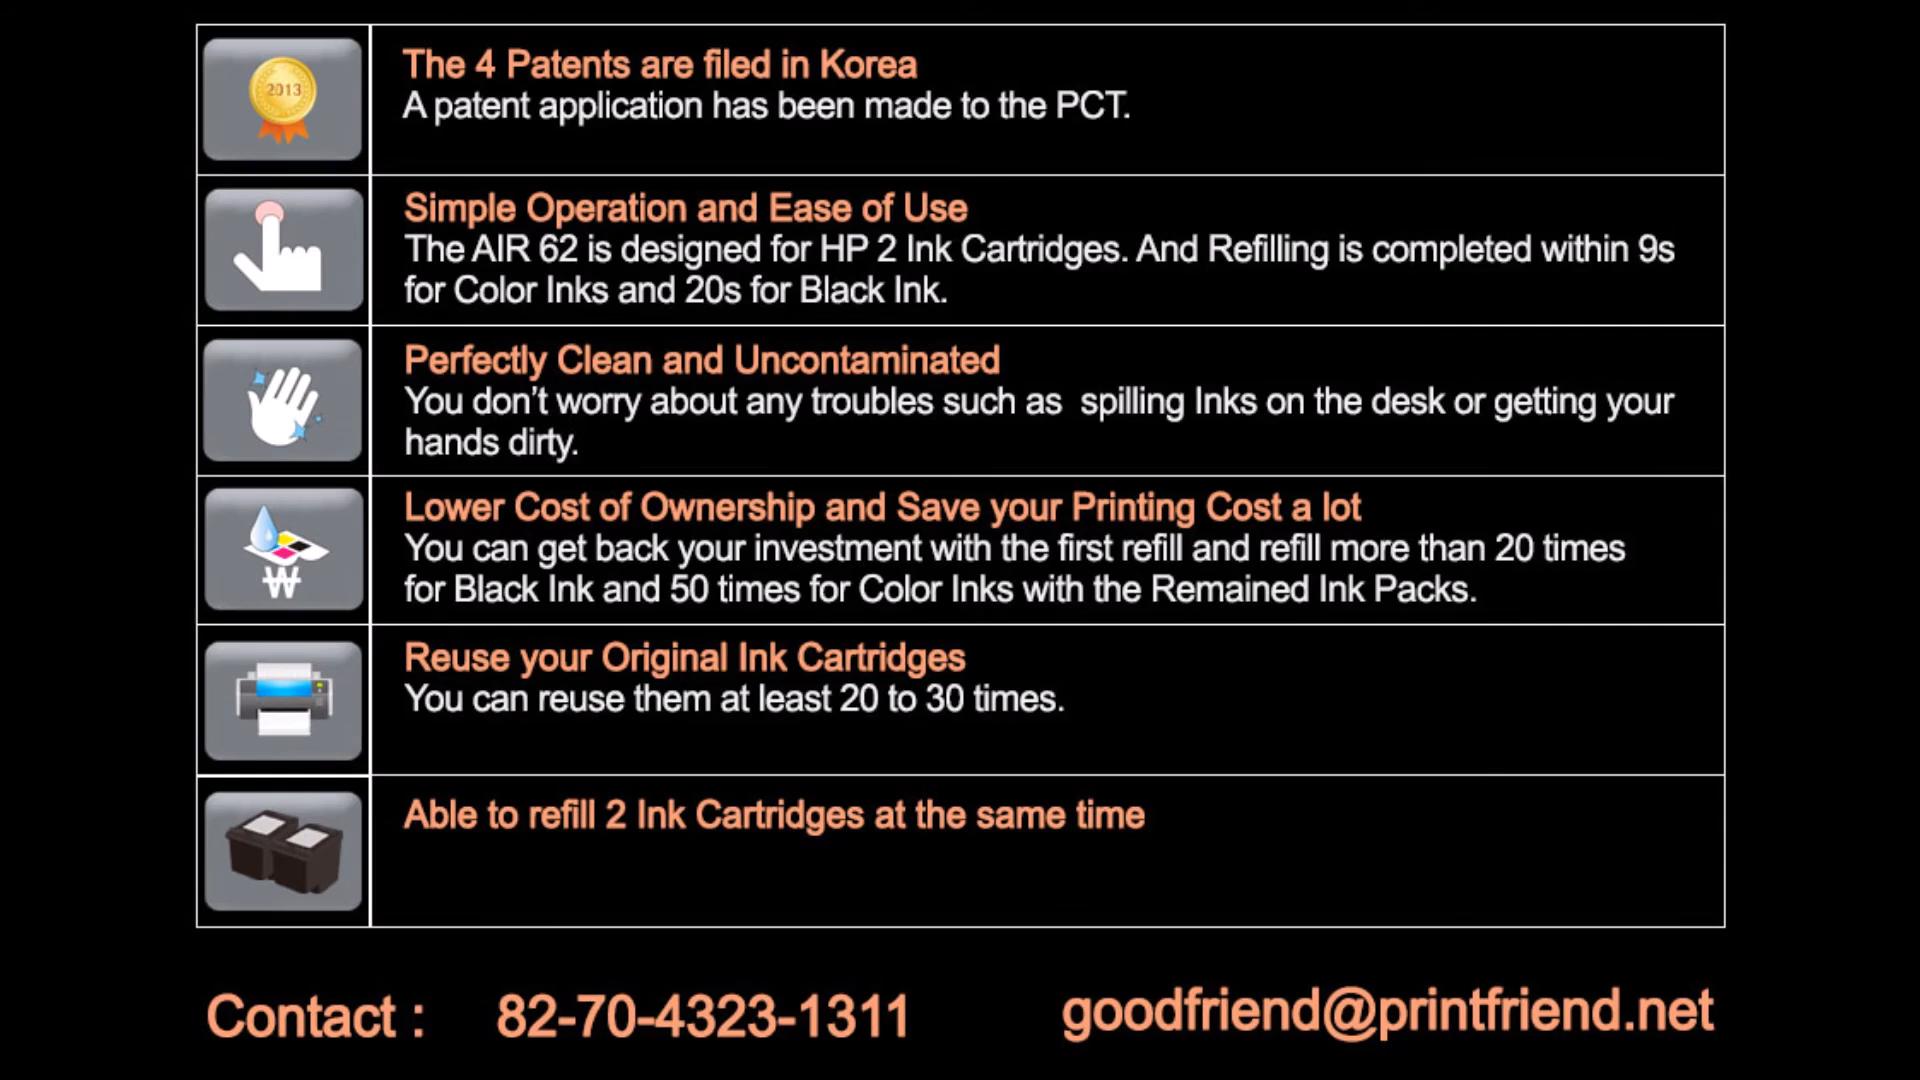 2013
The 4 Patents are filed in Korea
A patent application has been made to the PCT.
Simple Operation and Ease of Use
The AIR 62 is designed for HP 2 Ink Cartridges. And Refilling is completed within 9s
for Color Inks and 20s for Black Ink.
Perfectly Clean and Uncontaminated
You don't worry about any troubles such as  spilling Inks on the desk or getting your
hands dirty.
₩
Lower Cost of Ownership and Save your Printing Cost a lot
You can get back your investment with the first refill and refill more than 20 times
for Black Ink and 50 times for Color Inks with the Remained Ink Packs.
Reuse your Original Ink Cartridges
You can reuse them at least 20 to 30 times.
Able to refill 2 Ink Cartridges at the same time
Contact : 82-70-4323-1311 goodfriend@printfriend.net